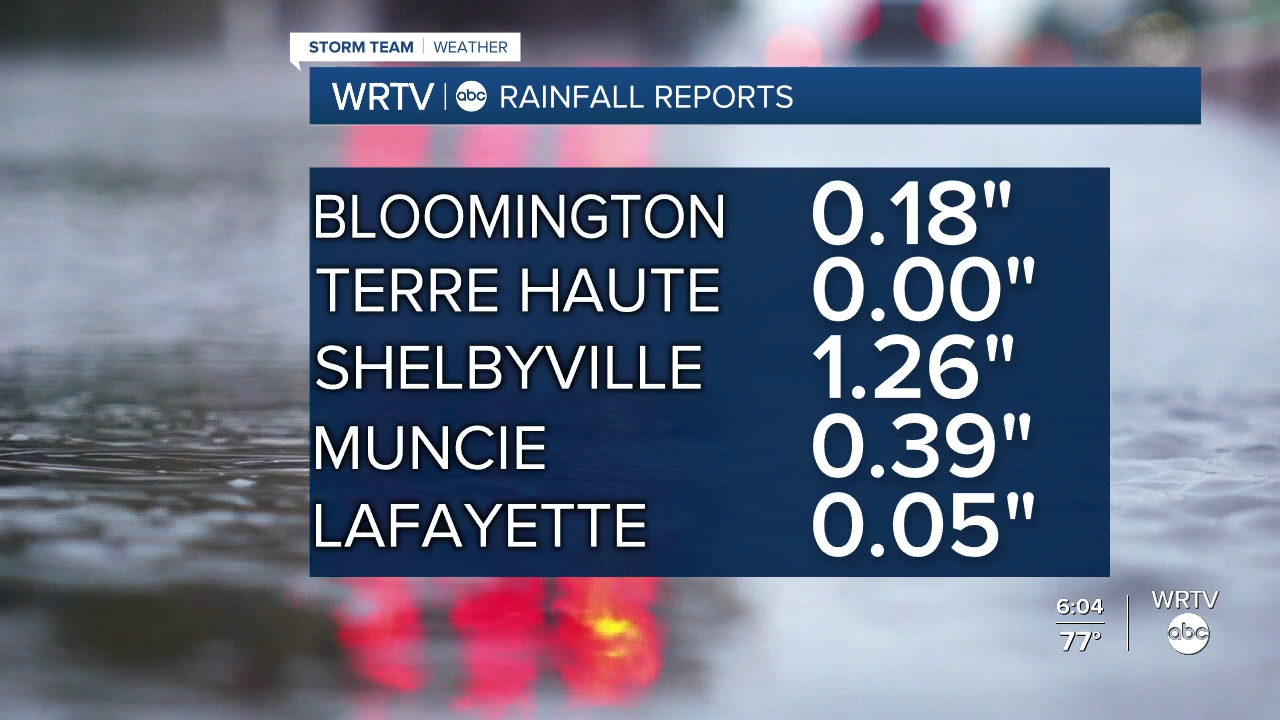 STORM TEAM | WEATHER
WRTV | abc RAINFALL REPORTS
BLOOMINGTON 0.18"
TERRE HAUTE 0.00"
SHELBYVILLE 1.26"
MUNCIE 0.39"
LAFAYETTE 0.05"
6:04
77°
WRTV
abc